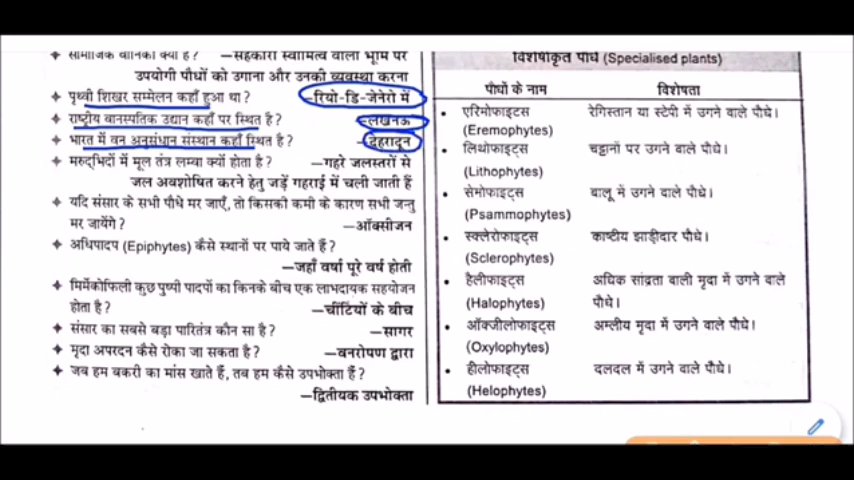 सामाजिक वानिकी क्या है ? –सहकारी स्वामित्व वाली भूमि पर
उपयोगी पौधों को उगाना और उनकी व्यवस्था करना
पृथ्वी शिखर सम्मेलन कहाँ हुआ था ? –रियो-डि-जेनेरो में
राष्ट्रीय वानस्पतिक उद्यान कहाँ पर स्थित है ? –लखनऊ
भारत में वन अनुसंधान संस्थान कहाँ स्थित है ? –देहरादून
मरुद्भिदों में मूल तंत्र लम्बा क्यों होता है ? –गहरे जलस्तरों से
जल अवशोषित करने हेतु जड़ें गहराई में चली जाती हैं
यदि संसार के सभी पौधे मर जाएँ, तो किसकी कमी के कारण सभी जन्तु
मर जायेंगे ? –ऑक्सीजन
अधिपादप (Epiphytes) कैसे स्थानों पर पाये जाते हैं ?
–जहाँ वर्षा पूरे वर्ष होती
मिर्मेकोफिली कुछ पुष्पी पादपों का किनके बीच एक लाभदायक सहयोजन
होता है ? –चींटियों के बीच
संसार का सबसे बड़ा पारितंत्र कौन सा है ? –सागर
मृदा अपरदन कैसे रोका जा सकता है ? –वनरोपण द्वारा
जब हम बकरी का मांस खाते हैं, तब हम कैसे उपभोक्ता हैं ?
–द्वितीयक उपभोक्ता
विशेषीकृत पौधे (Specialised plants)
पौधों के नाम विशेषता
एरिमोफाइट्स रेगिस्तान या स्टेपी में उगने वाले पौधे।
(Eremophytes)
लिथोफाइट्स चट्टानों पर उगने वाले पौधे।
(Lithophytes)
सेमोफाइट्स बालू में उगने वाले पौधे।
(Psammophytes)
स्क्लेरोफाइट्स काष्टीय झाड़ीदार पौधे।
(Sclerophytes)
हैलीफाइट्स अधिक सांद्रता वाली मृदा में उगने वाले
(Halophytes) पौधे।
ऑक्जीलोफाइट्स अम्लीय मृदा में उगने वाले पौधे।
(Oxylophytes)
हीलोफाइट्स दलदल में उगने वाले पौधे।
(Helophytes)